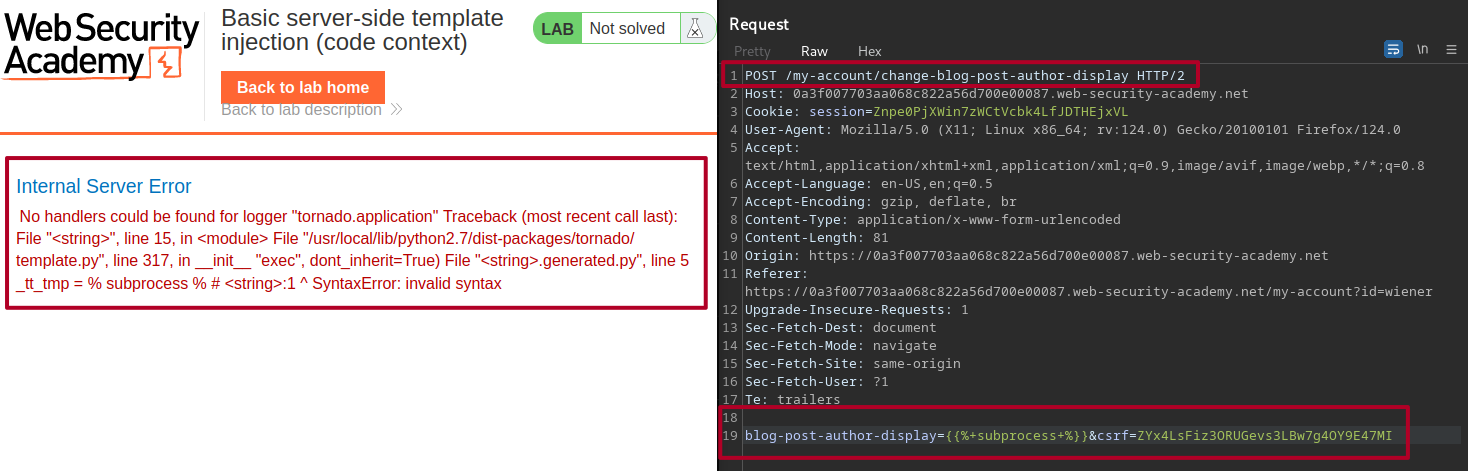 Web Security
Academy
Basic server-side template
injection (code context)
LAB Not solved
Back to lab home
Back to lab description
Internal Server Error
No handlers could be found for logger "tornado.application" Traceback (most recent call last):
File "<string>", line 15, in <module> File "/usr/local/lib/python2.7/dist-packages/tornado/
template.py", line 317, in __init__ "exec", dont_inherit=True) File "<string>.generated.py", line 5
_tt_tmp = % subprocess % # <string>:1 ^ SyntaxError: invalid syntax
Request
Pretty Raw Hex \n
1 POST /my-account/change-blog-post-author-display HTTP/2
2 Host: 0a3f007703aa068c822a56d700e00087.web-security-academy.net
3 Cookie: session=Znpe0PjXWin7zWCtVcbk4LfJDTHEjxVL
4 User-Agent: Mozilla/5.0 (X11; Linux x86_64; rv:124.0) Gecko/20100101 Firefox/124.0
5 Accept:
text/html,application/xhtml+xml,application/xml;q=0.9,image/avif,image/webp,*/*;q=0.8
6 Accept-Language: en-US,en;q=0.5
7 Accept-Encoding: gzip, deflate, br
8 Content-Type: application/x-www-form-urlencoded
9 Content-Length: 81
10 Origin: https://0a3f007703aa068c822a56d700e00087.web-security-academy.net
11 Referer:
https://0a3f007703aa068c822a56d700e00087.web-security-academy.net/my-account?id=wiener
12 Upgrade-Insecure-Requests: 1
13 Sec-Fetch-Dest: document
14 Sec-Fetch-Mode: navigate
15 Sec-Fetch-Site: same-origin
16 Sec-Fetch-User: ?1
17 Te: trailers
18
19 blog-post-author-display={{%+subprocess+%}}&csrf=ZYx4LsFiz3ORUGevs3LBw7g4OY9E47MI